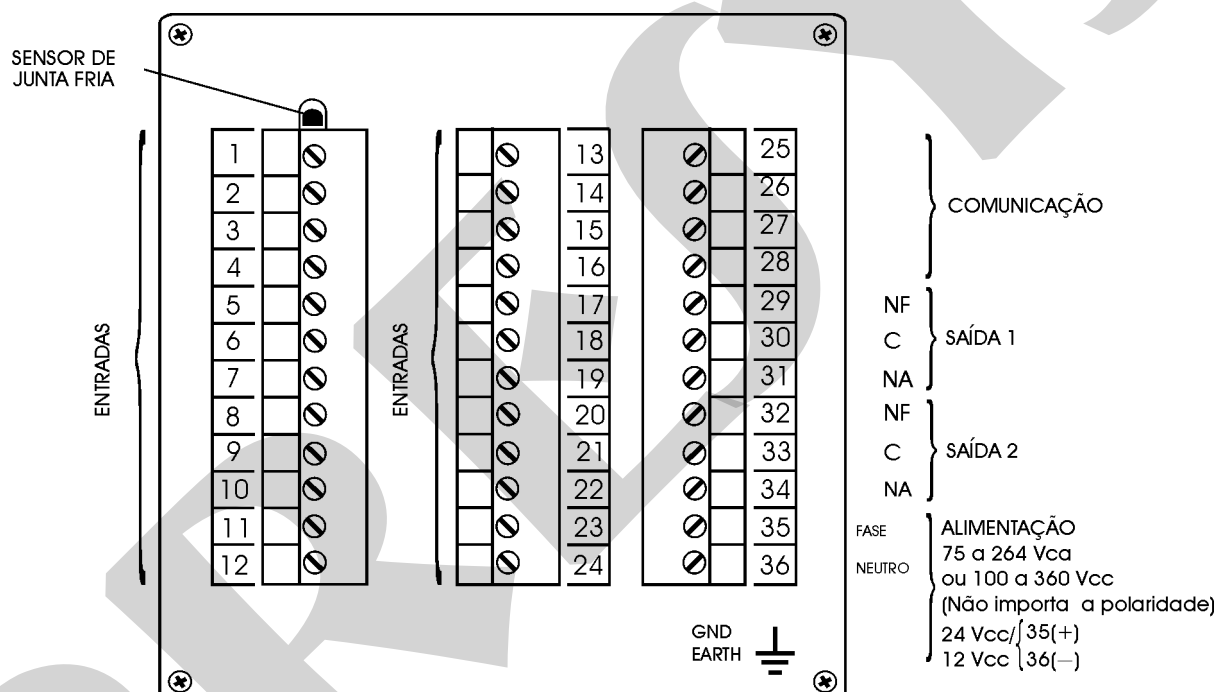 SENSOR DE
JUNTA FRIA
ENTRADAS
1
2
3
4
5
6
7
8
9
10
11
12
ENTRADAS
13
14
15
16
17
18
19
20
21
22
23
24
25
26
27
28
29
30
31
32
33
34
35
36
COMUNICAÇÃO
NF
C
NA
SAÍDA 1
NF
C
NA
SAÍDA 2
FASE
NEUTRO
ALIMENTAÇÃO
75 a 264 Vca
ou 100 a 360 Vcc
(Não importa a polaridade)
24 Vcc/ 35(+)
12 Vcc 36(—)
GND
EARTH